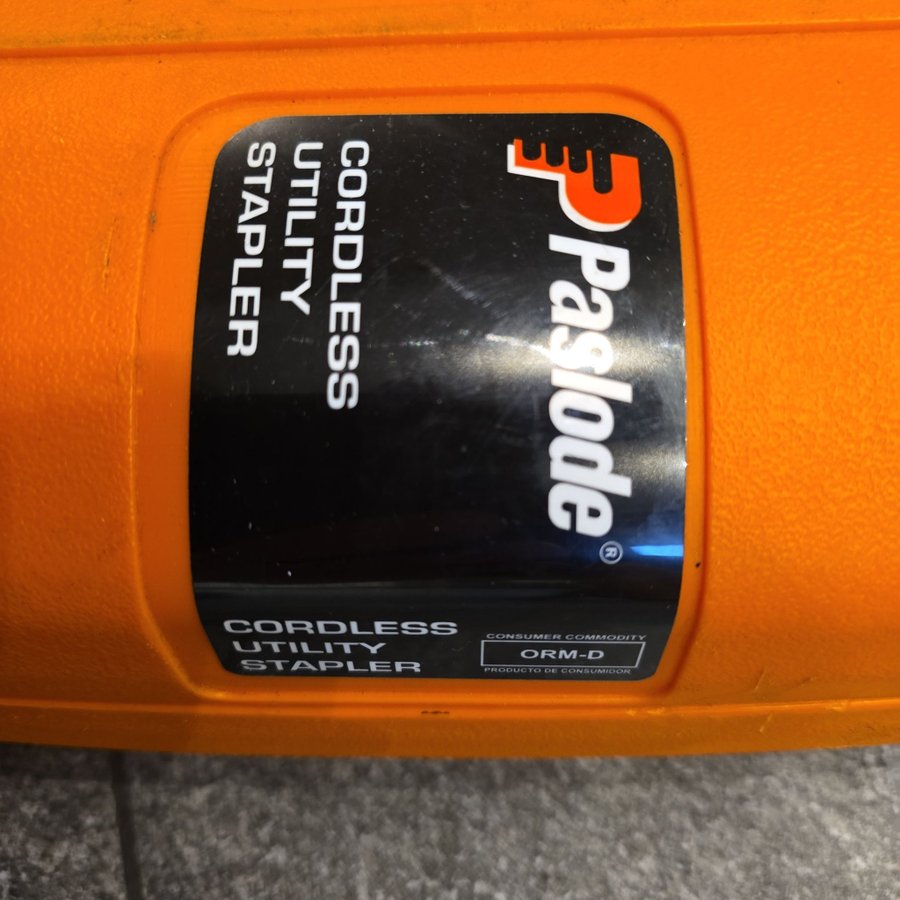 Paslode®
CORDLESS
UTILITY
STAPLER
CORDLESS
UTILITY
STAPLER
CONSUMER COMMODITY
ORM-D
PRODUCTO DE CONSUMIDOR